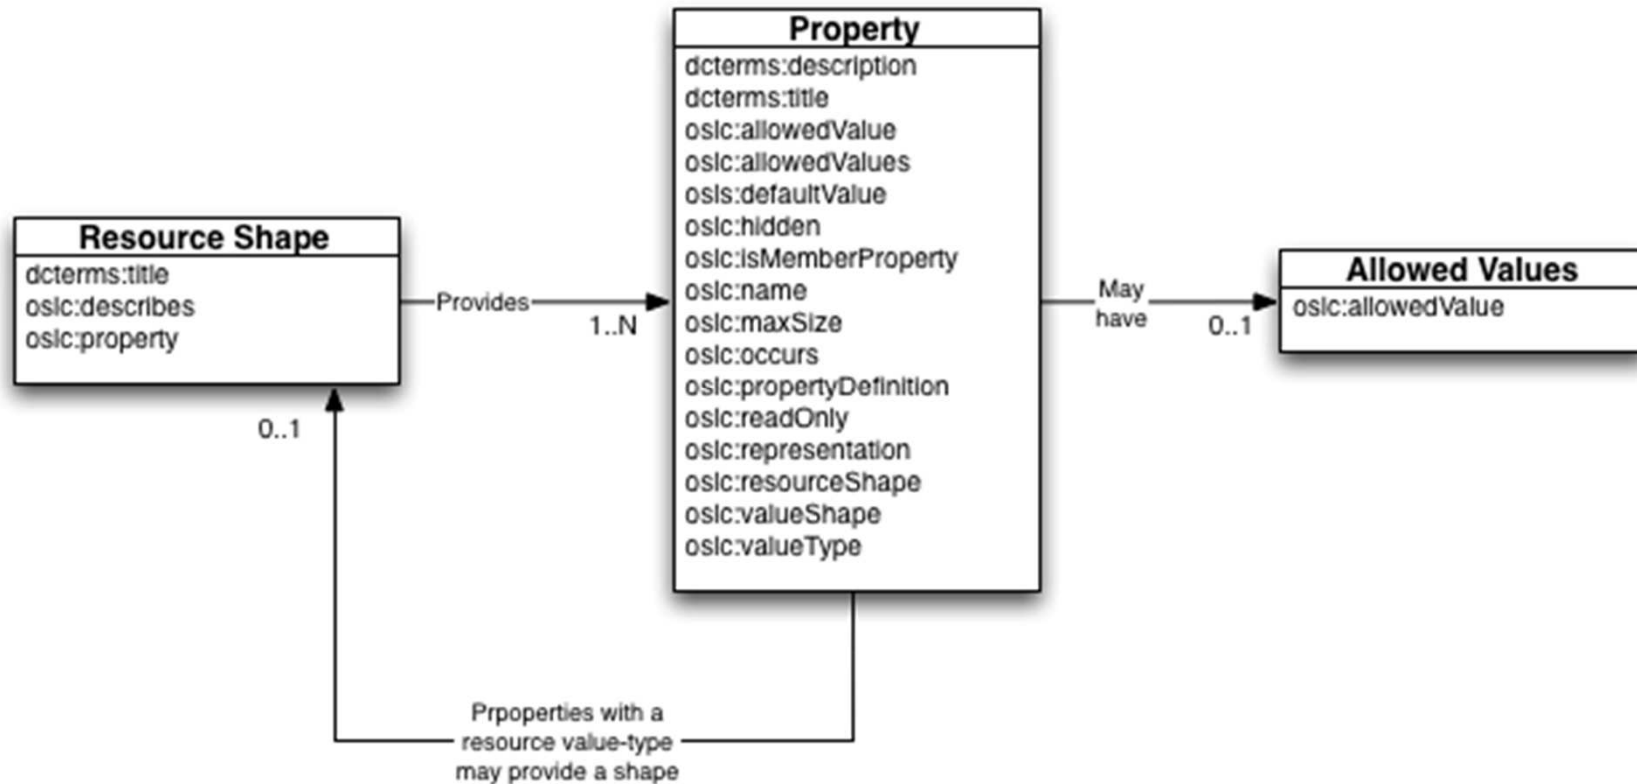 Property
dcterms:description
dcterms:title
oslc:allowedValue
oslc:allowedValues
osls:defaultValue
oslc:hidden
oslc:isMemberProperty
oslc:name
oslc:maxSize
oslc:occurs
oslc:propertyDefinition
oslc:readOnly
oslc:representation
oslc:resourceShape
oslc:valueShape
oslc:valueType
Resource Shape
dcterms:title
oslc:describes
oslc:property
Provides
1..N
May
have
0..1
Allowed Values
oslc:allowedValue
0..1
Prpoperties with a
resource value-type
may provide a shape